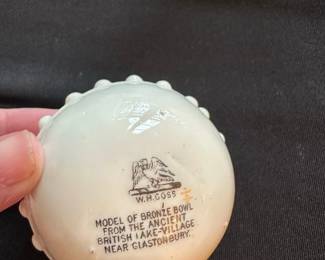 W.H.GOSS
MODEL OF BRONZE BOWL
FROM THE ANCIENT
BRITISH LAKE-VILLAGE
NEAR GLASTONBURY.